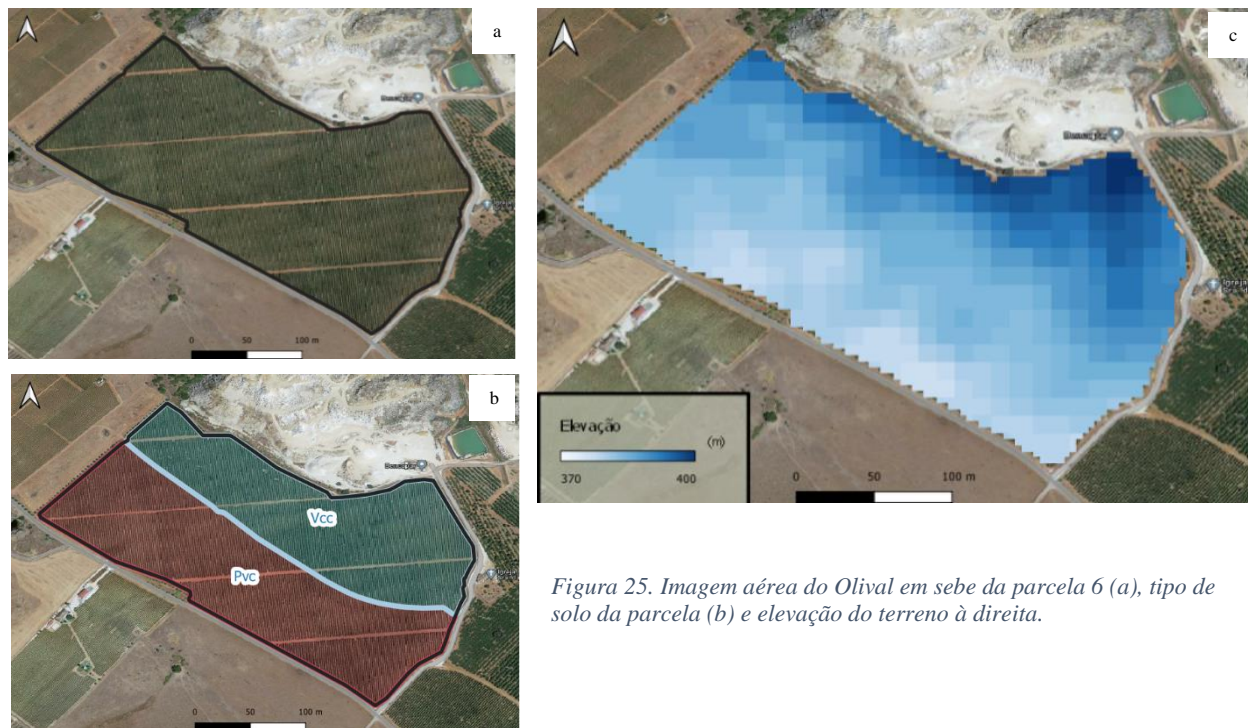 a
0 50 100 m
b
Vcc
Pvc
0 50 100 m
c
Elevação
(m)
370 400
0 50 100 m
Figura 25. Imagem aérea do Olival em sebe da parcela 6 (a), tipo de
solo da parcela (b) e elevação do terreno à direita.